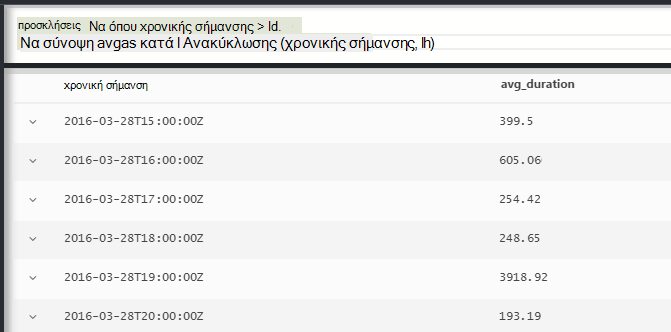 προσκλήσεις Να όπου χρονικής σήμανσης > ld.
Να σύνοψη avgas κατά l Ανακύκλωσης (χρονικής σήμανσης, lh)
χρονική σήμανση avg_duration
2016-03-28T15:00:00Z 399.5
2016-03-28T16:00:00Z 605.06
2016-03-28T17:00:00Z 254.42
2016-03-28T18:00:00Z 248.65
2016-03-28T19:00:00Z 3918.92
2016-03-28T20:00:00Z 193.19